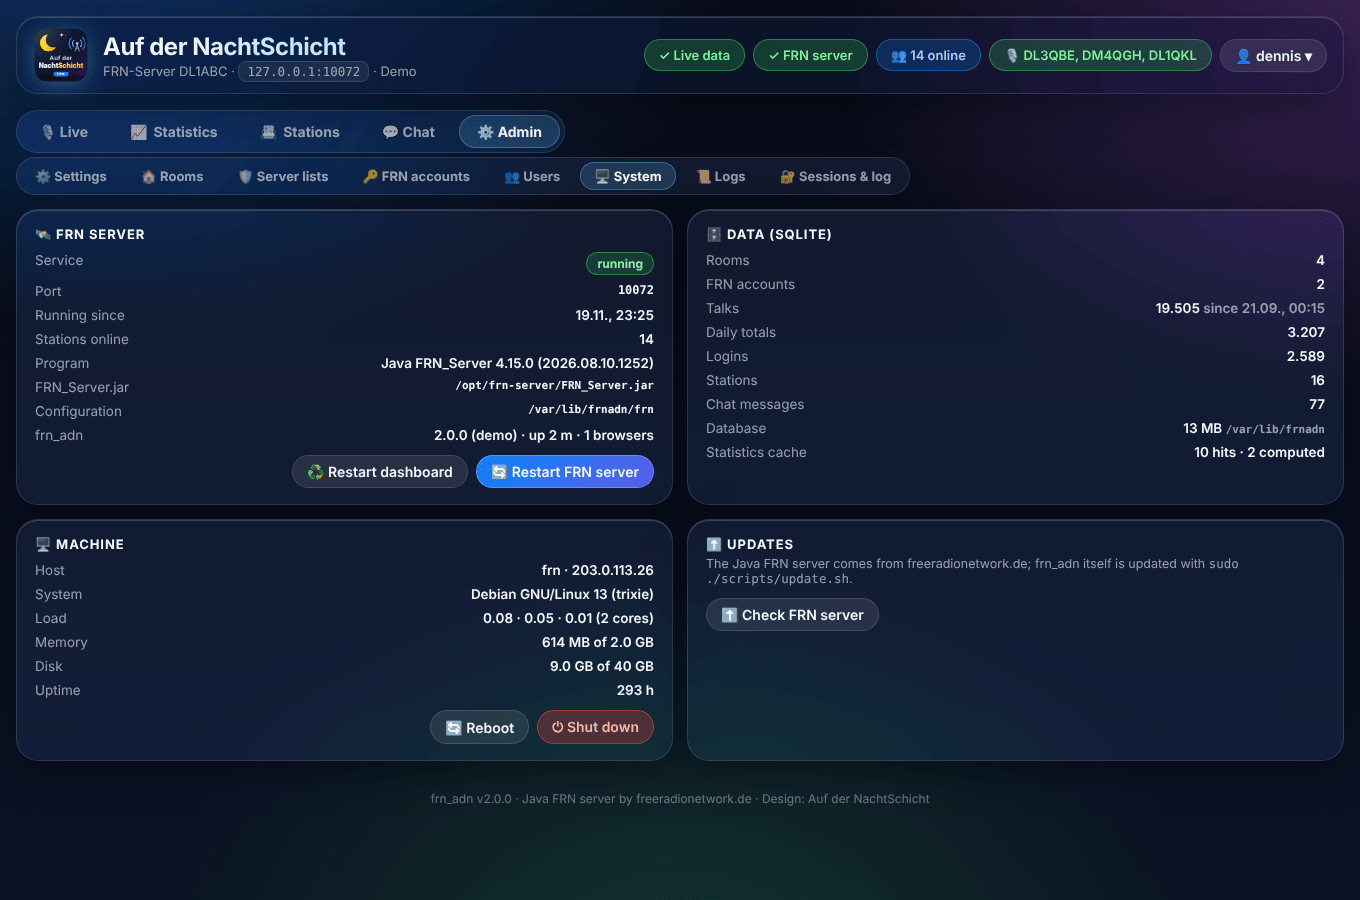 Auf der
NachtSchicht
FRN
Auf der NachtSchicht
FRN-Server DL1ABC · 127.0.0.1:10072 · Demo
✓ Live data
✓ FRN server
👥 14 online
🎙️ DL3QBE, DM4QGH, DL1QKL
👤 dennis ▾
🎙️ Live
📈 Statistics
📇 Stations
💬 Chat
⚙️ Admin
⚙️ Settings
🏠 Rooms
🛡️ Server lists
🔑 FRN accounts
👥 Users
🖥️ System
📜 Logs
🔐 Sessions & log
🛰️ FRN SERVER
Service running
Port 10072
Running since 19.11., 23:25
Stations online 14
Program Java FRN_Server 4.15.0 (2026.08.10.1252)
FRN_Server.jar /opt/frn-server/FRN_Server.jar
Configuration /var/lib/frnadn/frn
frn_adn 2.0.0 (demo) · up 2 m · 1 browsers
♻️ Restart dashboard
🔄 Restart FRN server
🗄️ DATA (SQLITE)
Rooms 4
FRN accounts 2
Talks 19.505 since 21.09., 00:15
Daily totals 3.207
Logins 2.589
Stations 16
Chat messages 77
Database 13 MB /var/lib/frnadn
Statistics cache 10 hits · 2 computed
🖥️ MACHINE
Host frn · 203.0.113.26
System Debian GNU/Linux 13 (trixie)
Load 0.08 · 0.05 · 0.01 (2 cores)
Memory 614 MB of 2.0 GB
Disk 9.0 GB of 40 GB
Uptime 293 h
🔄 Reboot
⏻ Shut down
⬆️ UPDATES
The Java FRN server comes from freeradionetwork.de; frn_adn itself is updated with sudo
./scripts/update.sh.
⬆️ Check FRN server
frn_adn v2.0.0 · Java FRN server by freeradionetwork.de · Design: Auf der NachtSchicht